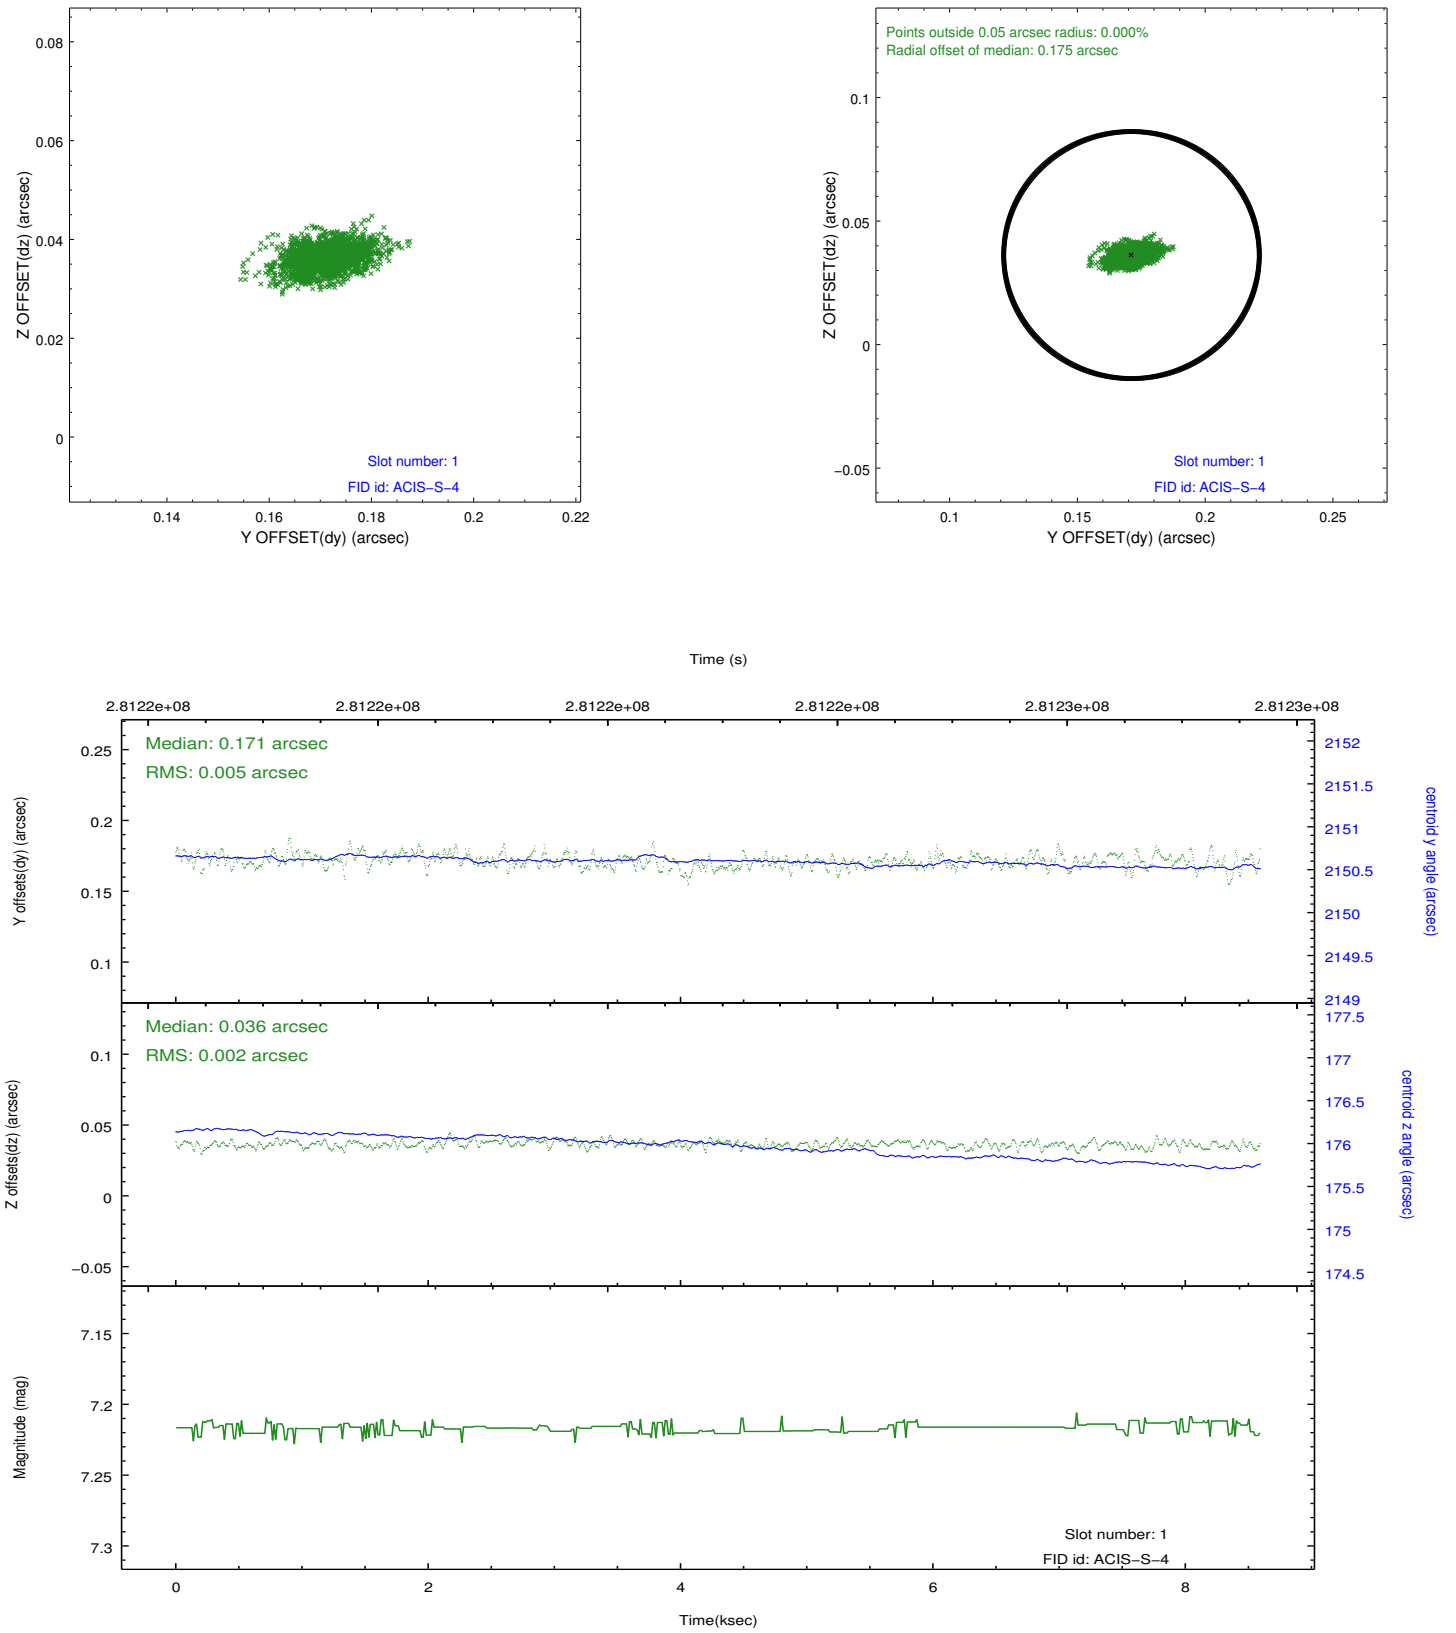 0.08
0.06
0.04
0.02
0
Z OFFSET(dz) (arcsec)
Slot number: 1
FID id: ACIS−S−4
0.14 0.16 0.18 0.2 0.22
Y OFFSET(dy) (arcsec)
Points outside 0.05 arcsec radius: 0.000%
Radial offset of median: 0.175 arcsec
0.1
0.05
0
−0.05
Z OFFSET(dz) (arcsec)
Slot number: 1
FID id: ACIS−S−4
0.1 0.15 0.2 0.25
Y OFFSET(dy) (arcsec)
Time (s)
2.8122e+08 2.8122e+08 2.8122e+08 2.8122e+08 2.8123e+08 2.8123e+08
Median: 0.171 arcsec
RMS: 0.005 arcsec
0.25
0.2
0.15
0.1
Y offsets(dy) (arcsec)
2152
2151.5
2151
2150.5
2150
2149.5
2149
centroid y angle (arcsec)
Median: 0.036 arcsec
RMS: 0.002 arcsec
0.1
0.05
0
−0.05
Z offsets(dz) (arcsec)
177.5
177
176.5
176
175.5
175
174.5
centroid z angle (arcsec)
7.15
7.2
7.25
7.3
Magnitude (mag)
Slot number: 1
FID id: ACIS−S−4
0 2 4 6 8
Time(ksec)